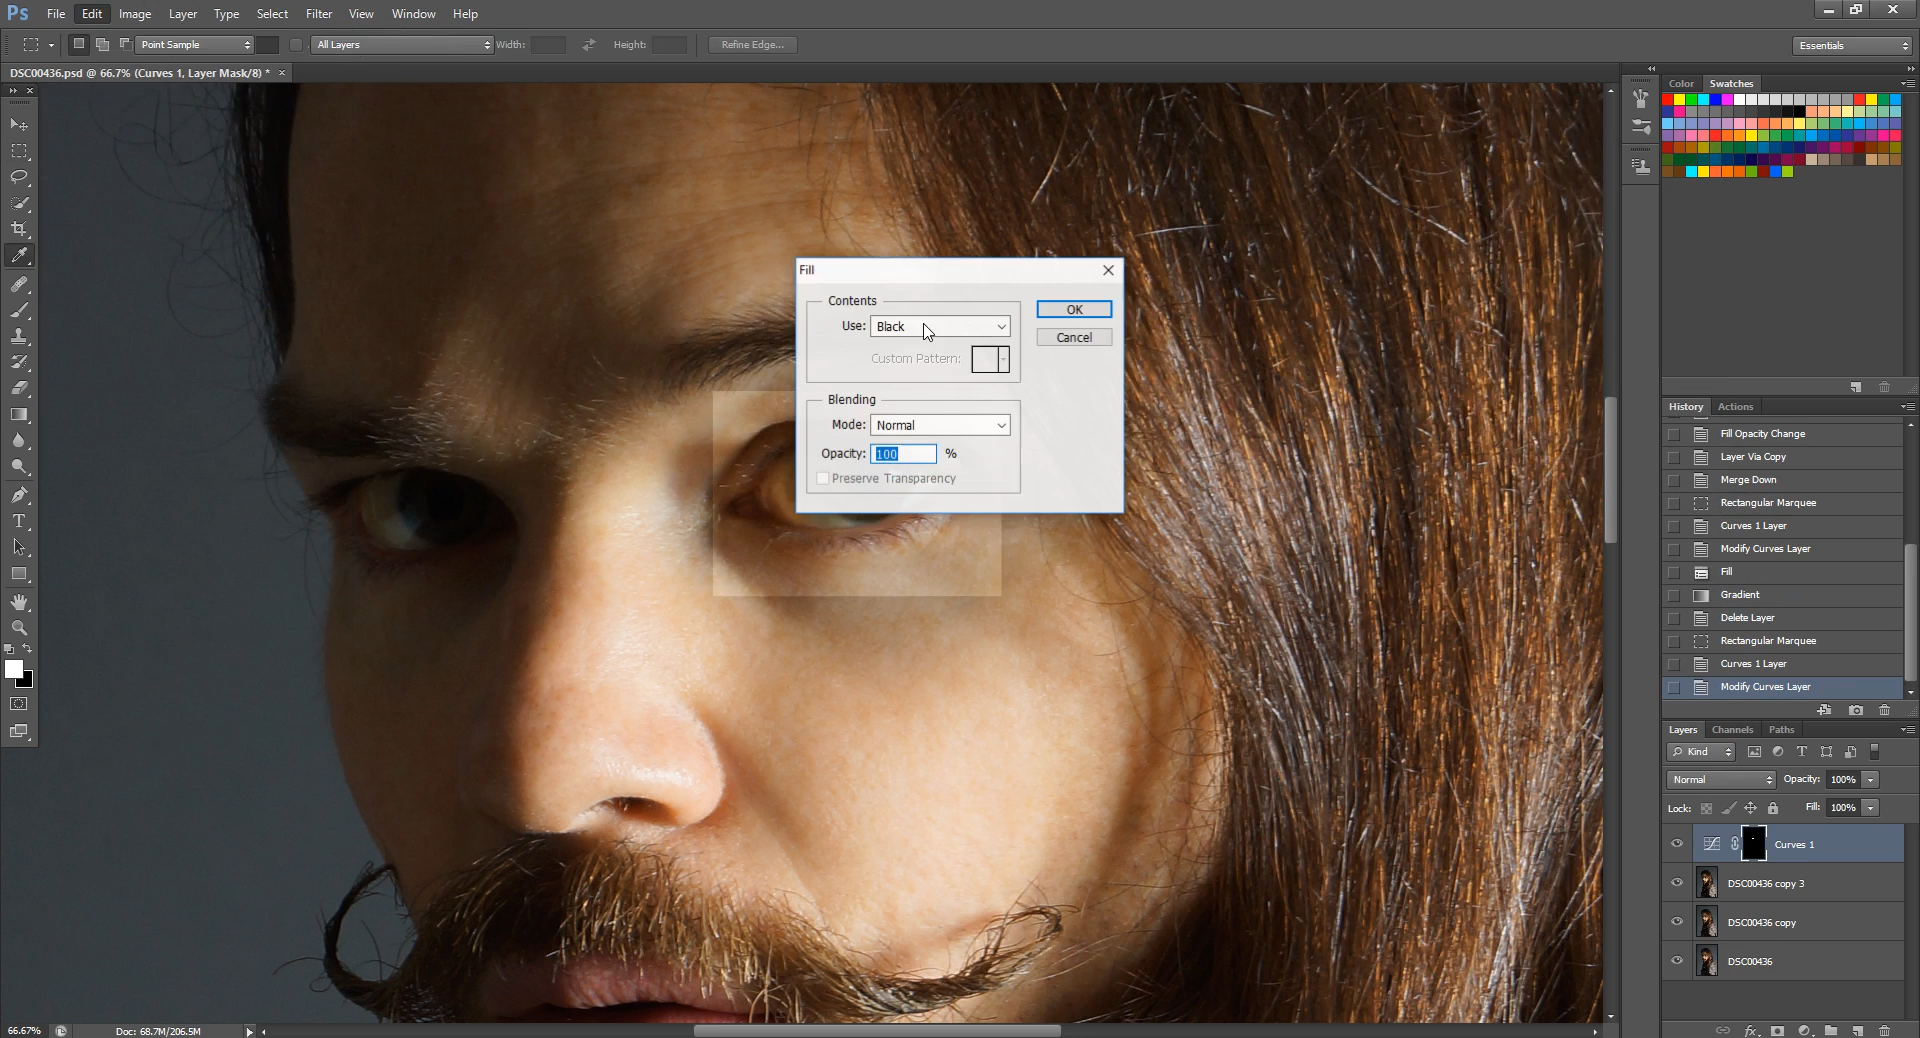 Ps File Edit Image Layer Type Select Filter View Window Help
Point Sample All Layers Width: Height: Refine Edge... Essentials
DSC00436.psd @ 66.7% (Curves 1, Layer Mask/8) * ×
Color Swatches
Fill
Contents
Use: Black
Custom Pattern:
OK
Cancel
Blending
Mode: Normal
Opacity: 100 %
Preserve Transparency
History Actions
Fill Opacity Change
Layer Via Copy
Merge Down
Rectangular Marquee
Curves 1 Layer
Modify Curves Layer
Fill
Gradient
Delete Layer
Rectangular Marquee
Curves 1 Layer
Modify Curves Layer
Layers Channels Paths
Kind
Normal Opacity: 100%
Lock: Fill: 100%
Curves 1
DSC00436 copy 3
DSC00436 copy
DSC00436
66.67% Doc: 68.7M/206.5M